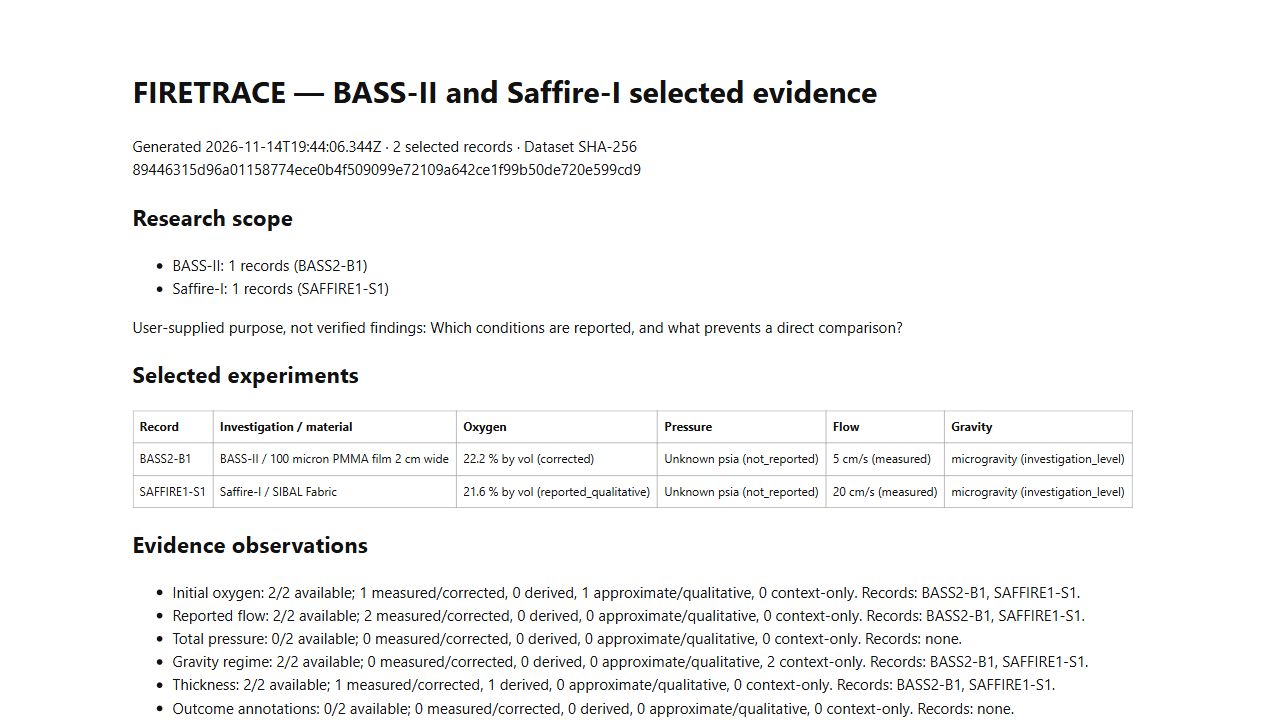 FIRETRACE — BASS-II and Saffire-I selected evidence
Generated 2026-11-14T19:44:06.344Z · 2 selected records · Dataset SHA-256
89446315d96a01158774ece0b4f509099e72109a642ce1f99b50de720e599cd9
Research scope
• BASS-II: 1 records (BASS2-B1)
• Saffire-I: 1 records (SAFFIRE1-S1)
User-supplied purpose, not verified findings: Which conditions are reported, and what prevents a direct comparison?
Selected experiments
Record Investigation / material Oxygen Pressure Flow Gravity
BASS2-B1 BASS-II / 100 micron PMMA film 2 cm wide 22.2 % by vol (corrected) Unknown psia (not_reported) 5 cm/s (measured) microgravity (investigation_level)
SAFFIRE1-S1 Saffire-I / SIBAL Fabric 21.6 % by vol (reported_qualitative) Unknown psia (not_reported) 20 cm/s (measured) microgravity (investigation_level)
Evidence observations
• Initial oxygen: 2/2 available; 1 measured/corrected, 0 derived, 1 approximate/qualitative, 0 context-only. Records: BASS2-B1, SAFFIRE1-S1.
• Reported flow: 2/2 available; 2 measured/corrected, 0 derived, 0 approximate/qualitative, 0 context-only. Records: BASS2-B1, SAFFIRE1-S1.
• Total pressure: 0/2 available; 0 measured/corrected, 0 derived, 0 approximate/qualitative, 0 context-only. Records: none.
• Gravity regime: 2/2 available; 0 measured/corrected, 0 derived, 0 approximate/qualitative, 2 context-only. Records: BASS2-B1, SAFFIRE1-S1.
• Thickness: 2/2 available; 1 measured/corrected, 1 derived, 0 approximate/qualitative, 0 context-only. Records: BASS2-B1, SAFFIRE1-S1.
• Outcome annotations: 0/2 available; 0 measured/corrected, 0 derived, 0 approximate/qualitative, 0 context-only. Records: none.